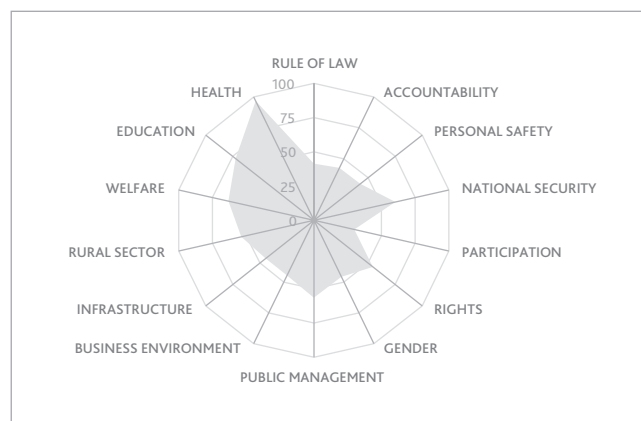 RULE OF LAW
HEALTH
100
ACCOUNTABILITY
EDUCATION
75
PERSONAL SAFETY
50
WELFARE
25
NATIONAL SECURITY
0
RURAL SECTOR
PARTICIPATION
INFRASTRUCTURE
RIGHTS
BUSINESS ENVIRONMENT
GENDER
PUBLIC MANAGEMENT